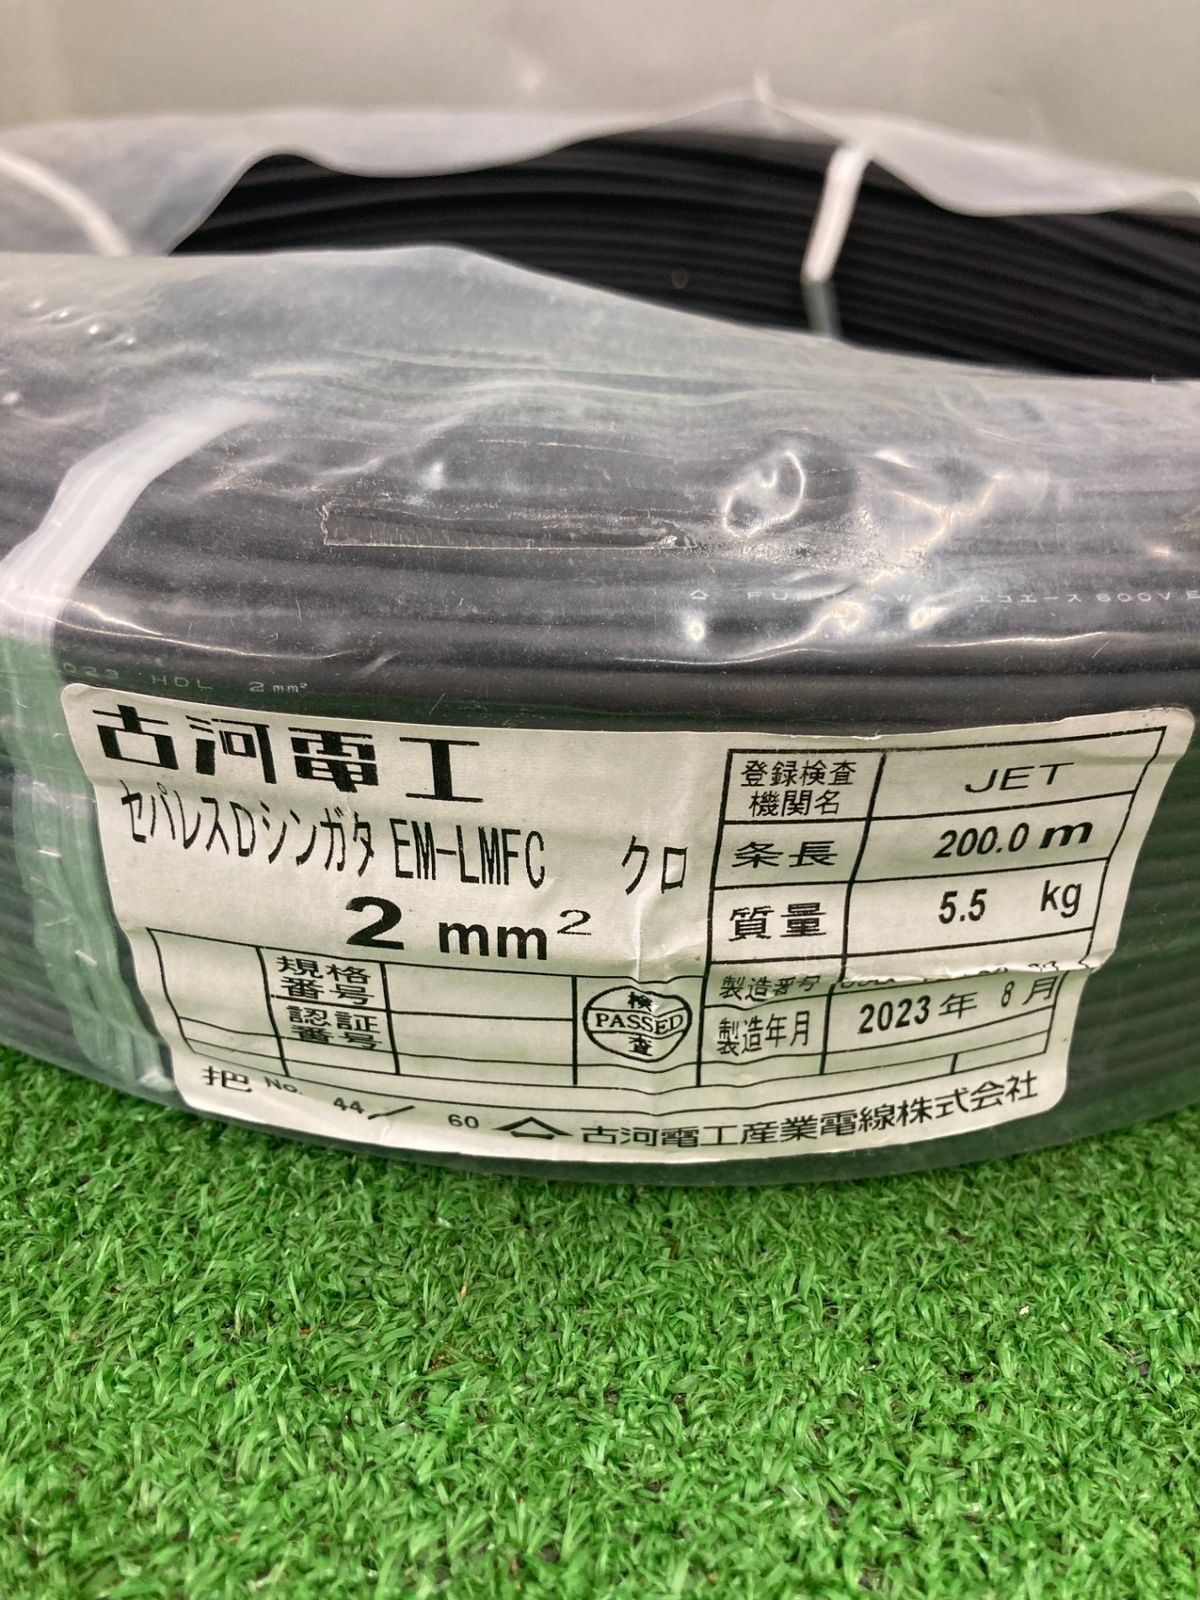 エコエース 600V E
2023 HDL 2mm²
古河電工
セパレスDシンガタ EM-LMFC クロ
2 mm²
登録検査機関名 JET
条長 200.0 m
質量 5.5 kg
製造番号
製造年月 2023年 8月
規格番号
認証番号
検 PASSED 査
把 No. 44/60 古河電工産業電線株式会社